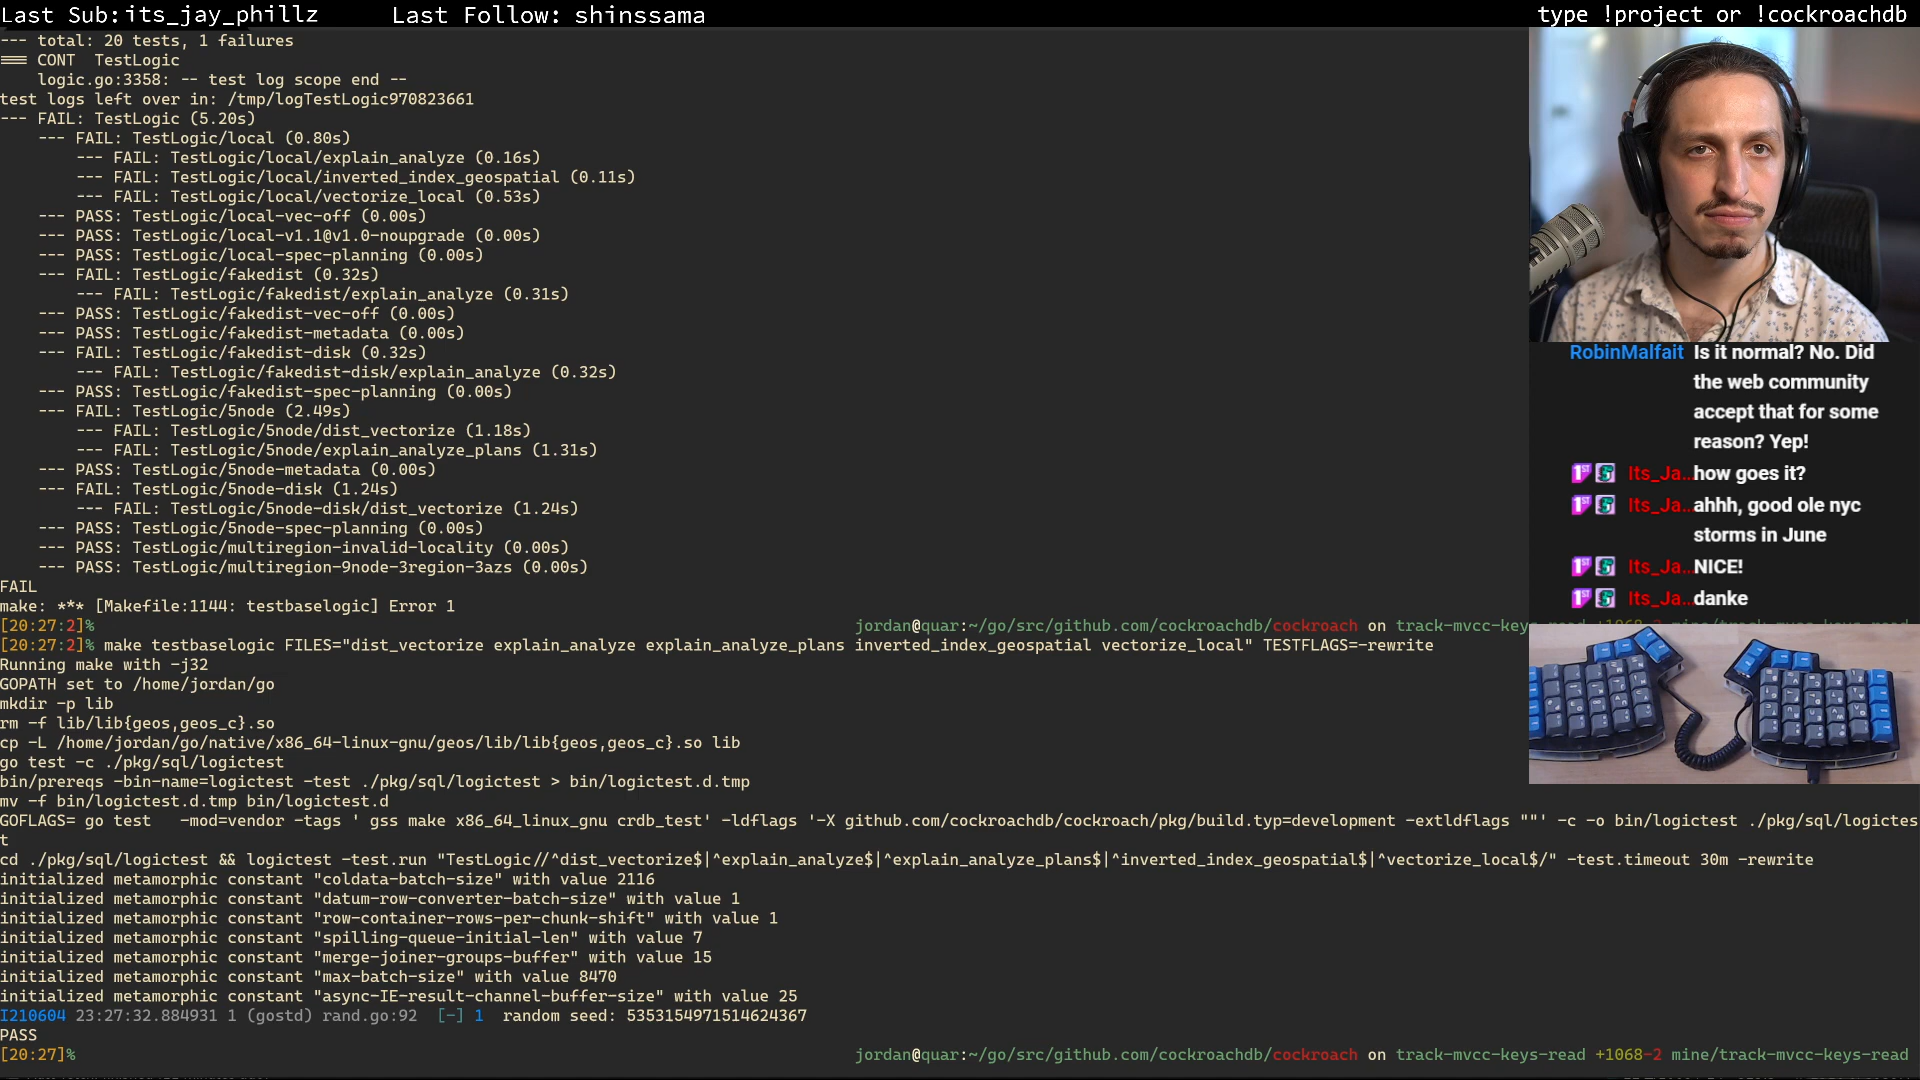 Last Sub: its_jay_phillz Last Follow: shinssama type !project or !cockroachdb
--- total: 20 tests, 1 failures
=== CONT  TestLogic
    logic.go:3358: -- test log scope end --
test logs left over in: /tmp/logTestLogic970823661
--- FAIL: TestLogic (5.20s)
    --- FAIL: TestLogic/local (0.80s)
        --- FAIL: TestLogic/local/explain_analyze (0.16s)
        --- FAIL: TestLogic/local/inverted_index_geospatial (0.11s)
        --- FAIL: TestLogic/local/vectorize_local (0.53s)
    --- PASS: TestLogic/local-vec-off (0.00s)
    --- PASS: TestLogic/local-v1.1@v1.0-noupgrade (0.00s)
    --- PASS: TestLogic/local-spec-planning (0.00s)
    --- FAIL: TestLogic/fakedist (0.32s)
        --- FAIL: TestLogic/fakedist/explain_analyze (0.31s)
    --- PASS: TestLogic/fakedist-vec-off (0.00s)
    --- PASS: TestLogic/fakedist-metadata (0.00s)
    --- FAIL: TestLogic/fakedist-disk (0.32s)
        --- FAIL: TestLogic/fakedist-disk/explain_analyze (0.32s)
    --- PASS: TestLogic/fakedist-spec-planning (0.00s)
    --- FAIL: TestLogic/5node (2.49s)
        --- FAIL: TestLogic/5node/dist_vectorize (1.18s)
        --- FAIL: TestLogic/5node/explain_analyze_plans (1.31s)
    --- PASS: TestLogic/5node-metadata (0.00s)
    --- FAIL: TestLogic/5node-disk (1.24s)
        --- FAIL: TestLogic/5node-disk/dist_vectorize (1.24s)
    --- PASS: TestLogic/5node-spec-planning (0.00s)
    --- PASS: TestLogic/multiregion-invalid-locality (0.00s)
    --- PASS: TestLogic/multiregion-9node-3region-3azs (0.00s)
FAIL
make: *** [Makefile:1144: testbaselogic] Error 1
[20:27:2]% jordan@quar:~/go/src/github.com/cockroachdb/cockroach on track-mvcc-keys-read +1068-2 mine/track-mvcc-keys-read
[20:27:2]% make testbaselogic FILES="dist_vectorize explain_analyze explain_analyze_plans inverted_index_geospatial vectorize_local" TESTFLAGS=-rewrite
Running make with -j32
GOPATH set to /home/jordan/go
mkdir -p lib
rm -f lib/lib{geos,geos_c}.so
cp -L /home/jordan/go/native/x86_64-linux-gnu/geos/lib/lib{geos,geos_c}.so lib
go test -c ./pkg/sql/logictest
bin/prereqs -bin-name=logictest -test ./pkg/sql/logictest > bin/logictest.d.tmp
mv -f bin/logictest.d.tmp bin/logictest.d
GOFLAGS= go test   -mod=vendor -tags ' gss make x86_64_linux_gnu crdb_test' -ldflags '-X github.com/cockroachdb/cockroach/pkg/build.typ=development -extldflags ""' -c -o bin/logictest ./pkg/sql/logictes
t
cd ./pkg/sql/logictest && logictest -test.run "TestLogic//^dist_vectorize$|^explain_analyze$|^explain_analyze_plans$|^inverted_index_geospatial$|^vectorize_local$/" -test.timeout 30m -rewrite
initialized metamorphic constant "coldata-batch-size" with value 2116
initialized metamorphic constant "datum-row-converter-batch-size" with value 1
initialized metamorphic constant "row-container-rows-per-chunk-shift" with value 1
initialized metamorphic constant "spilling-queue-initial-len" with value 7
initialized metamorphic constant "merge-joiner-groups-buffer" with value 15
initialized metamorphic constant "max-batch-size" with value 8470
initialized metamorphic constant "async-IE-result-channel-buffer-size" with value 25
I210604 23:27:32.884931 1 (gostd) rand.go:92  [-] 1  random seed: 5353154971514624367
PASS
[20:27]% jordan@quar:~/go/src/github.com/cockroachdb/cockroach on track-mvcc-keys-read +1068-2 mine/track-mvcc-keys-read
RobinMalfait Is it normal? No. Did
the web community
accept that for some
reason? Yep!
Its_Ja... how goes it?
Its_Ja... ahhh, good ole nyc
storms in June
Its_Ja... NICE!
Its_Ja... danke